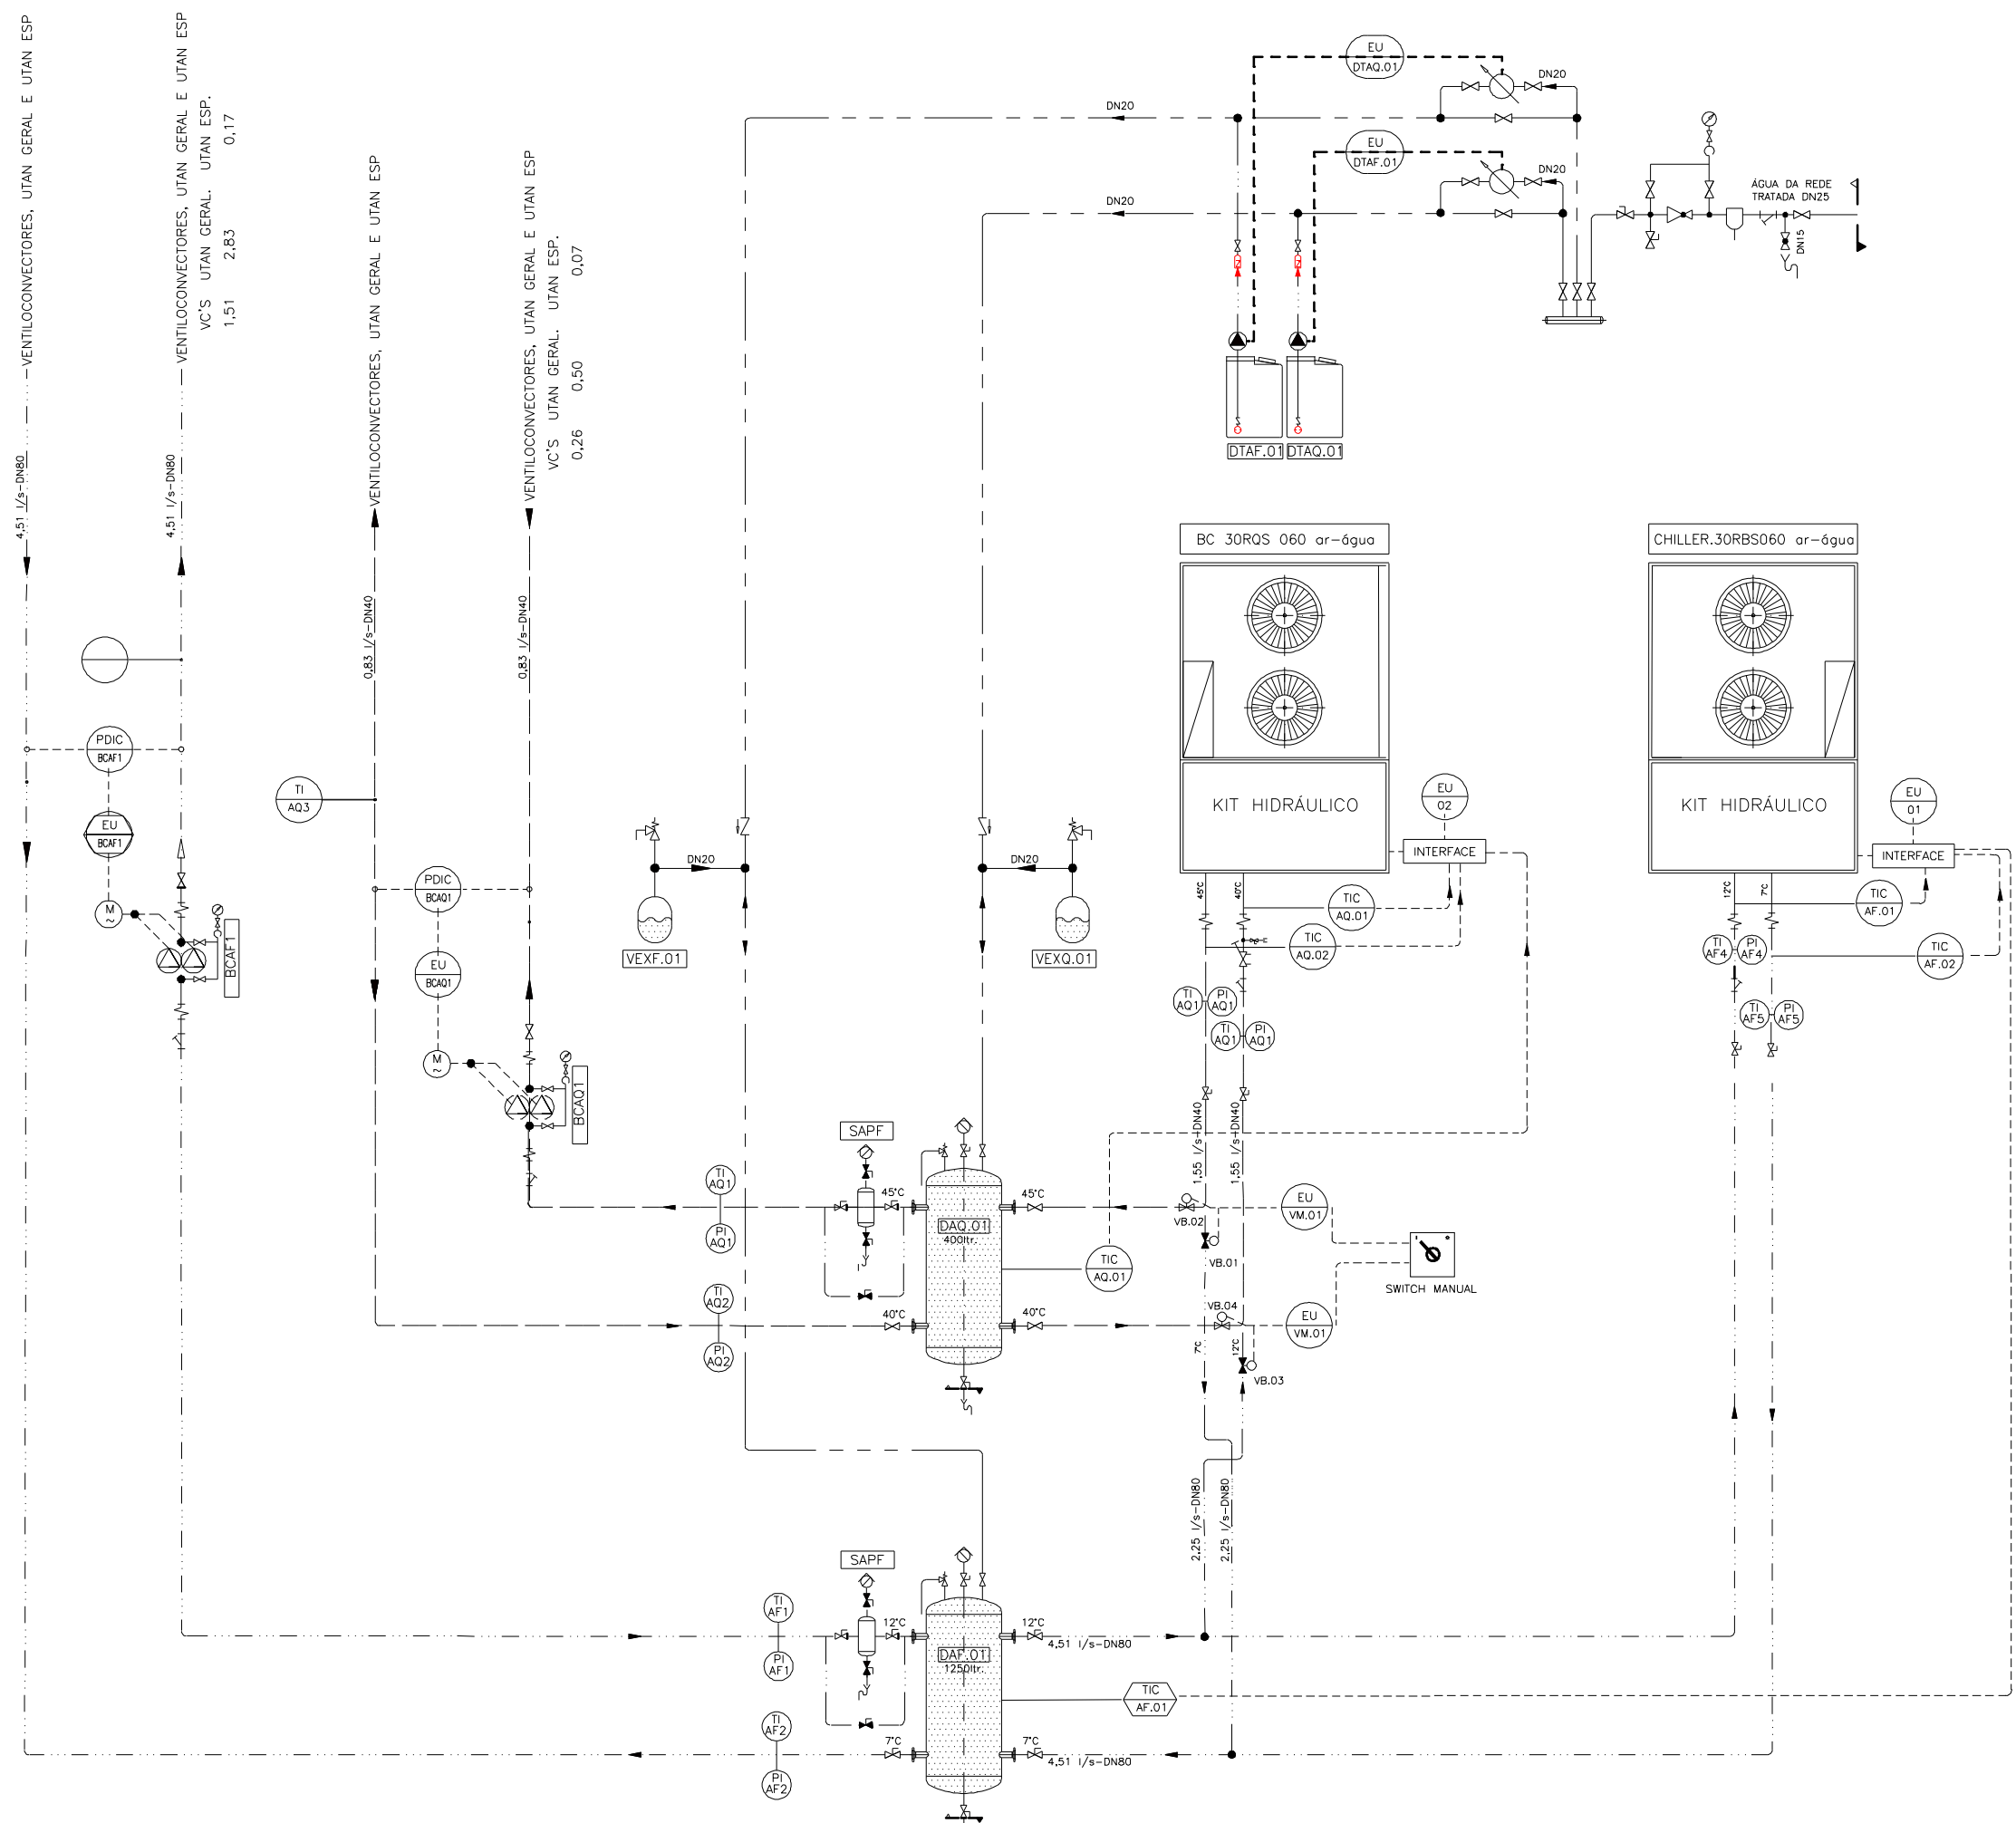 VENTILOCONVECTORES, UTAN GERAL E UTAN ESP
4,51 l/s-DN80
VENTILOCONVECTORES, UTAN GERAL E UTAN ESP
VC'S UTAN GERAL. UTAN ESP.
1,51 2,83 0,17
4,51 l/s-DN80
VENTILOCONVECTORES, UTAN GERAL E UTAN ESP
0,83 l/s-DN40
VENTILOCONVECTORES, UTAN GERAL E UTAN ESP
VC'S UTAN GERAL. UTAN ESP.
0,26 0,50 0,07
0,83 l/s-DN40
EU
DTAQ.01
DN20
DN20
EU
DTAF.01
DN20
DN20
ÁGUA DA REDE
TRATADA DN25
DN15
DTAF.01
DTAQ.01
BC 30RQS 060 ar-água
CHILLER.30RBS060 ar-água
KIT HIDRÁULICO
KIT HIDRÁULICO
EU
02
INTERFACE
EU
01
INTERFACE
PDIC
BCAF1
EU
BCAF1
M
~
BCAF1
TI
AQ3
PDIC
BCAQ1
EU
BCAQ1
M
~
BCAQ1
DN20
VEXF.01
DN20
VEXQ.01
45°C
40°C
TIC
AQ.01
TIC
AQ.02
TI
AQ1
PI
AQ1
TI
AQ1
PI
AQ1
12°C
7°C
TIC
AF.01
TIC
AF.02
TI
AF4
PI
AF4
TI
AF5
PI
AF5
1,55 l/s-DN40
1,55 l/s-DN40
SAPF
TI
AQ1
PI
AQ1
45°C
45°C
DAQ.01
400ltr.
TIC
AQ.01
VB.02
VB.01
EU
VM.01
SWITCH MANUAL
TI
AQ2
PI
AQ2
40°C
40°C
VB.04
EU
VM.01
7°C
12°C
VB.03
2,25 l/s-DN80
2,25 l/s-DN80
SAPF
TI
AF1
PI
AF1
12°C
12°C
4,51 l/s-DN80
DAF.01
1250ltr.
TIC
AF.01
TI
AF2
PI
AF2
7°C
7°C
4,51 l/s-DN80